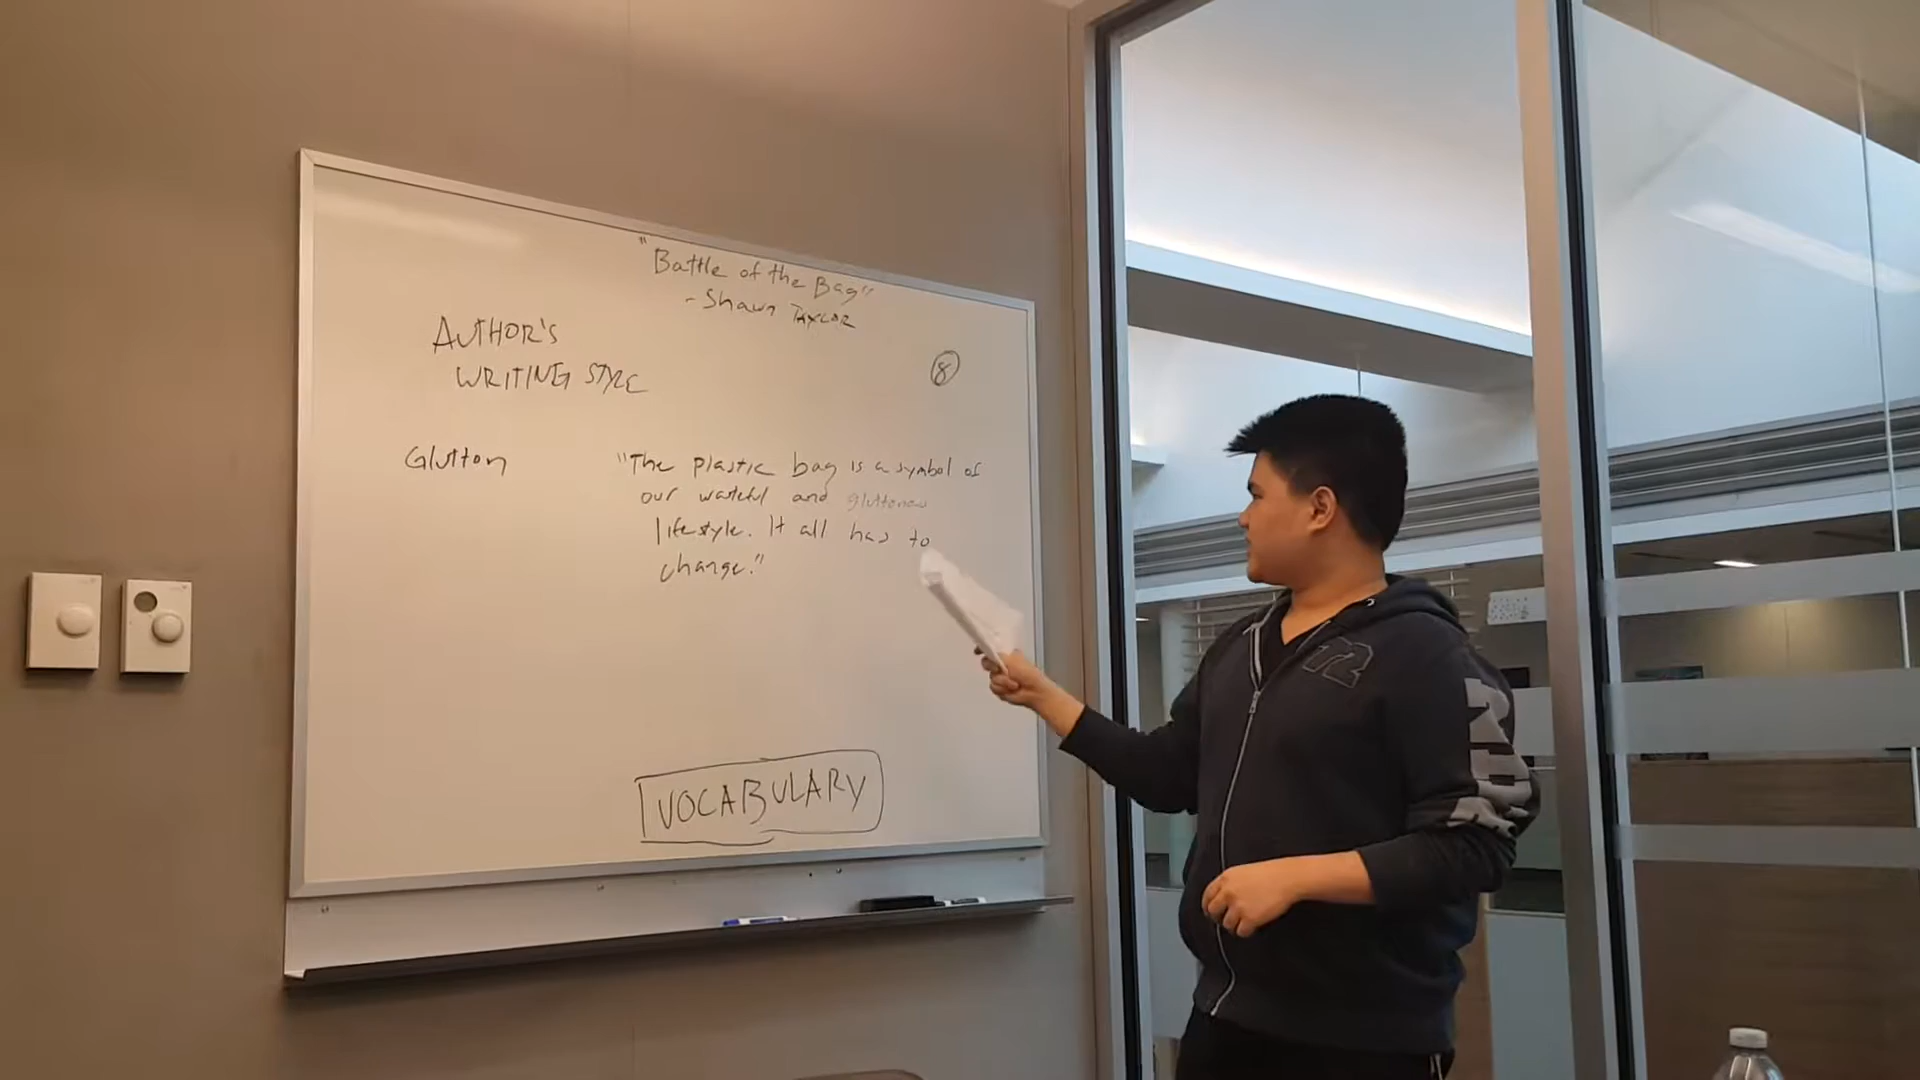 "Battle of the Bag"
- Shawn TAYLOR
AUTHOR'S
WRITING STYLE
8
Glutton
"The plastic bag is a symbol of
our wasteful and gluttonous
lifestyle. It all has to
change."
VOCABULARY
72